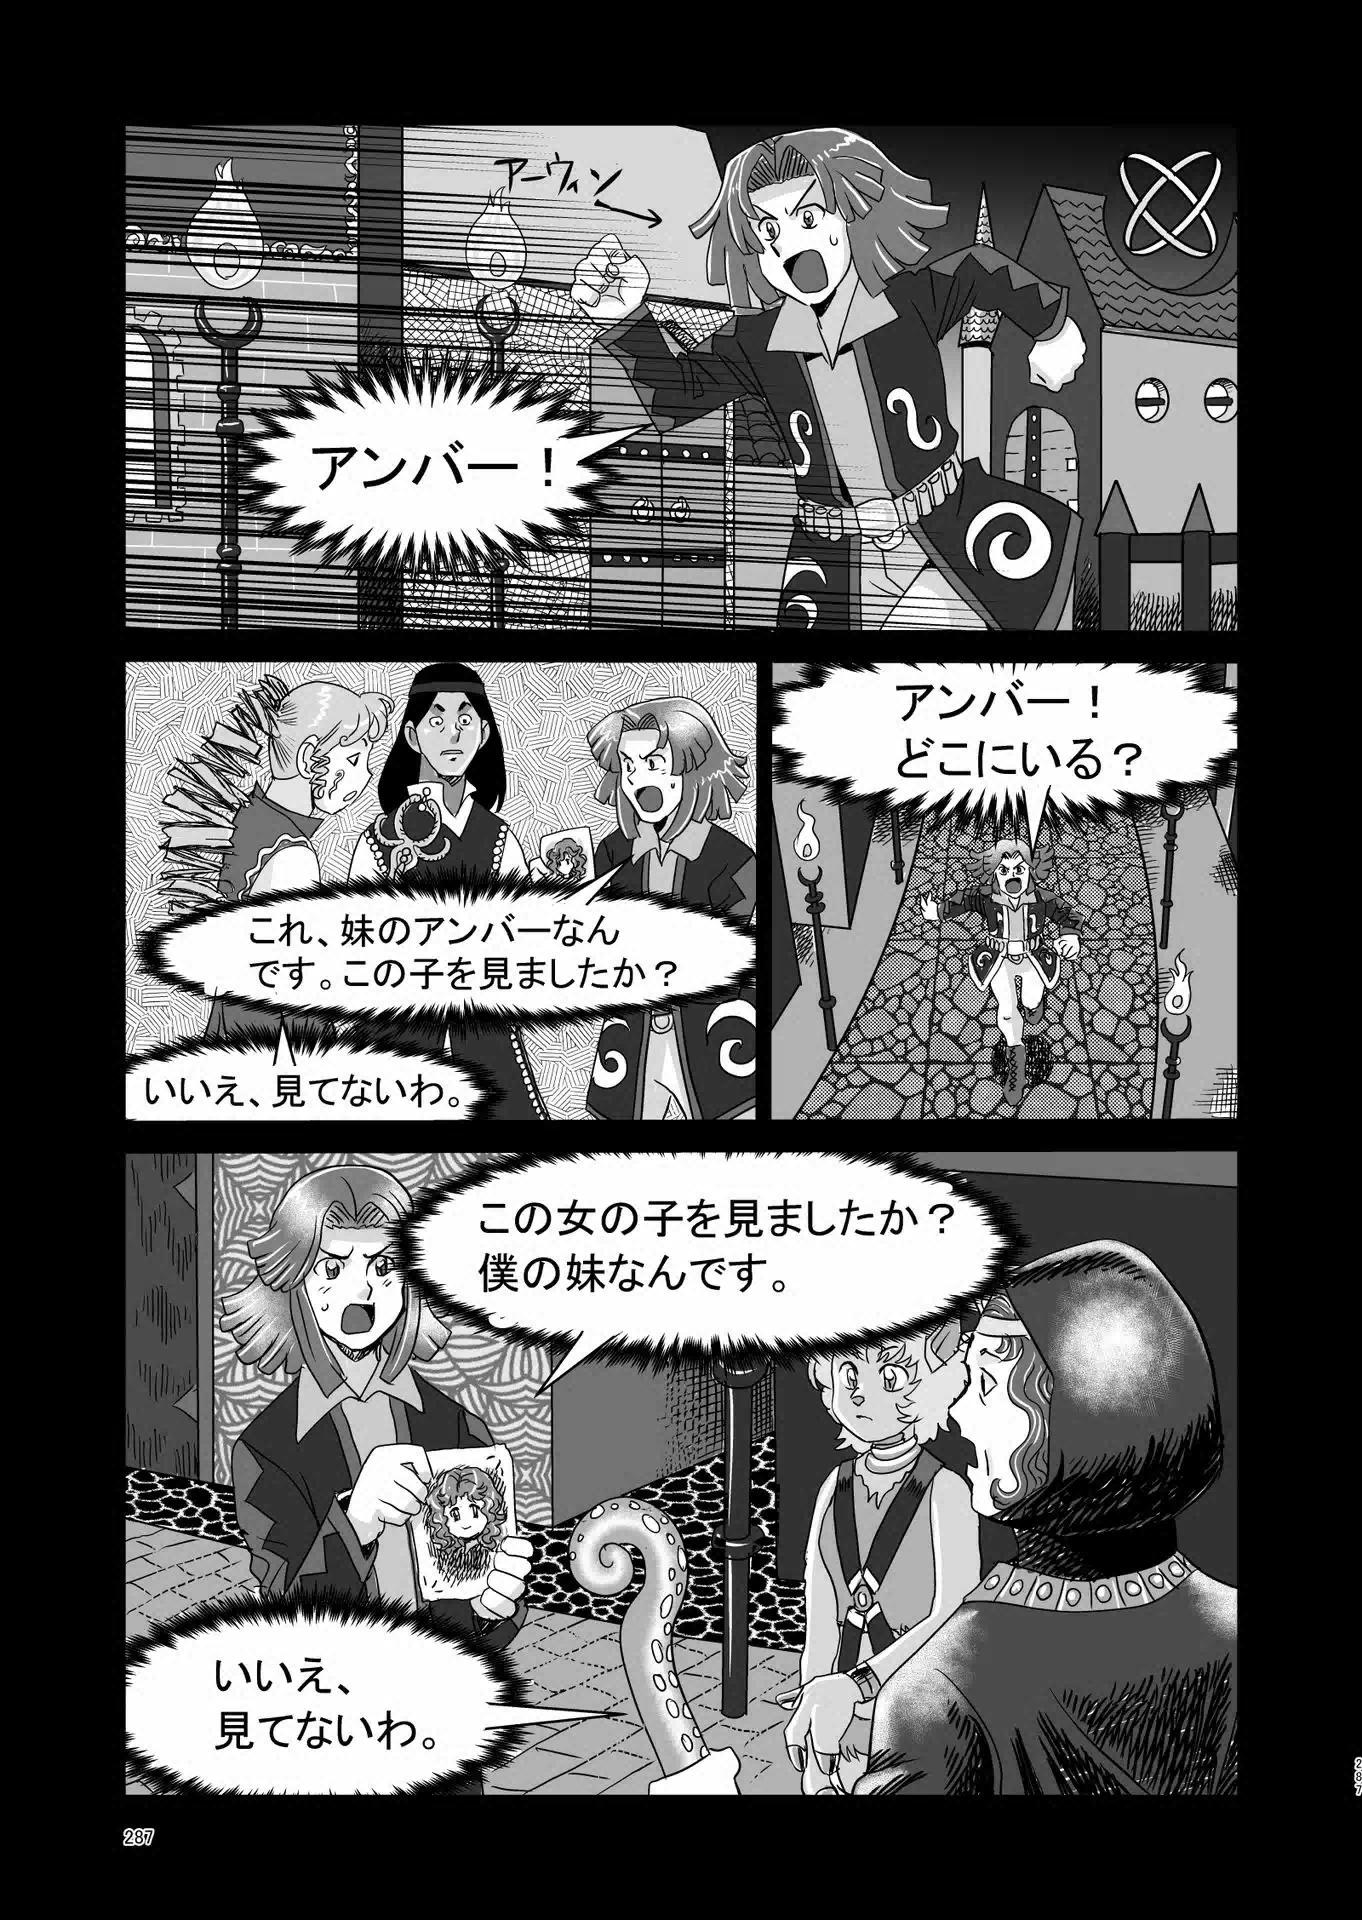 アーウィン
アンバー！
アンバー！
どこにいる？
これ、妹のアンバーなん
です。この子を見ましたか？
いいえ、見てないわ。
この女の子を見ましたか？
僕の妹なんです。
いいえ、
見てないわ。
287
287